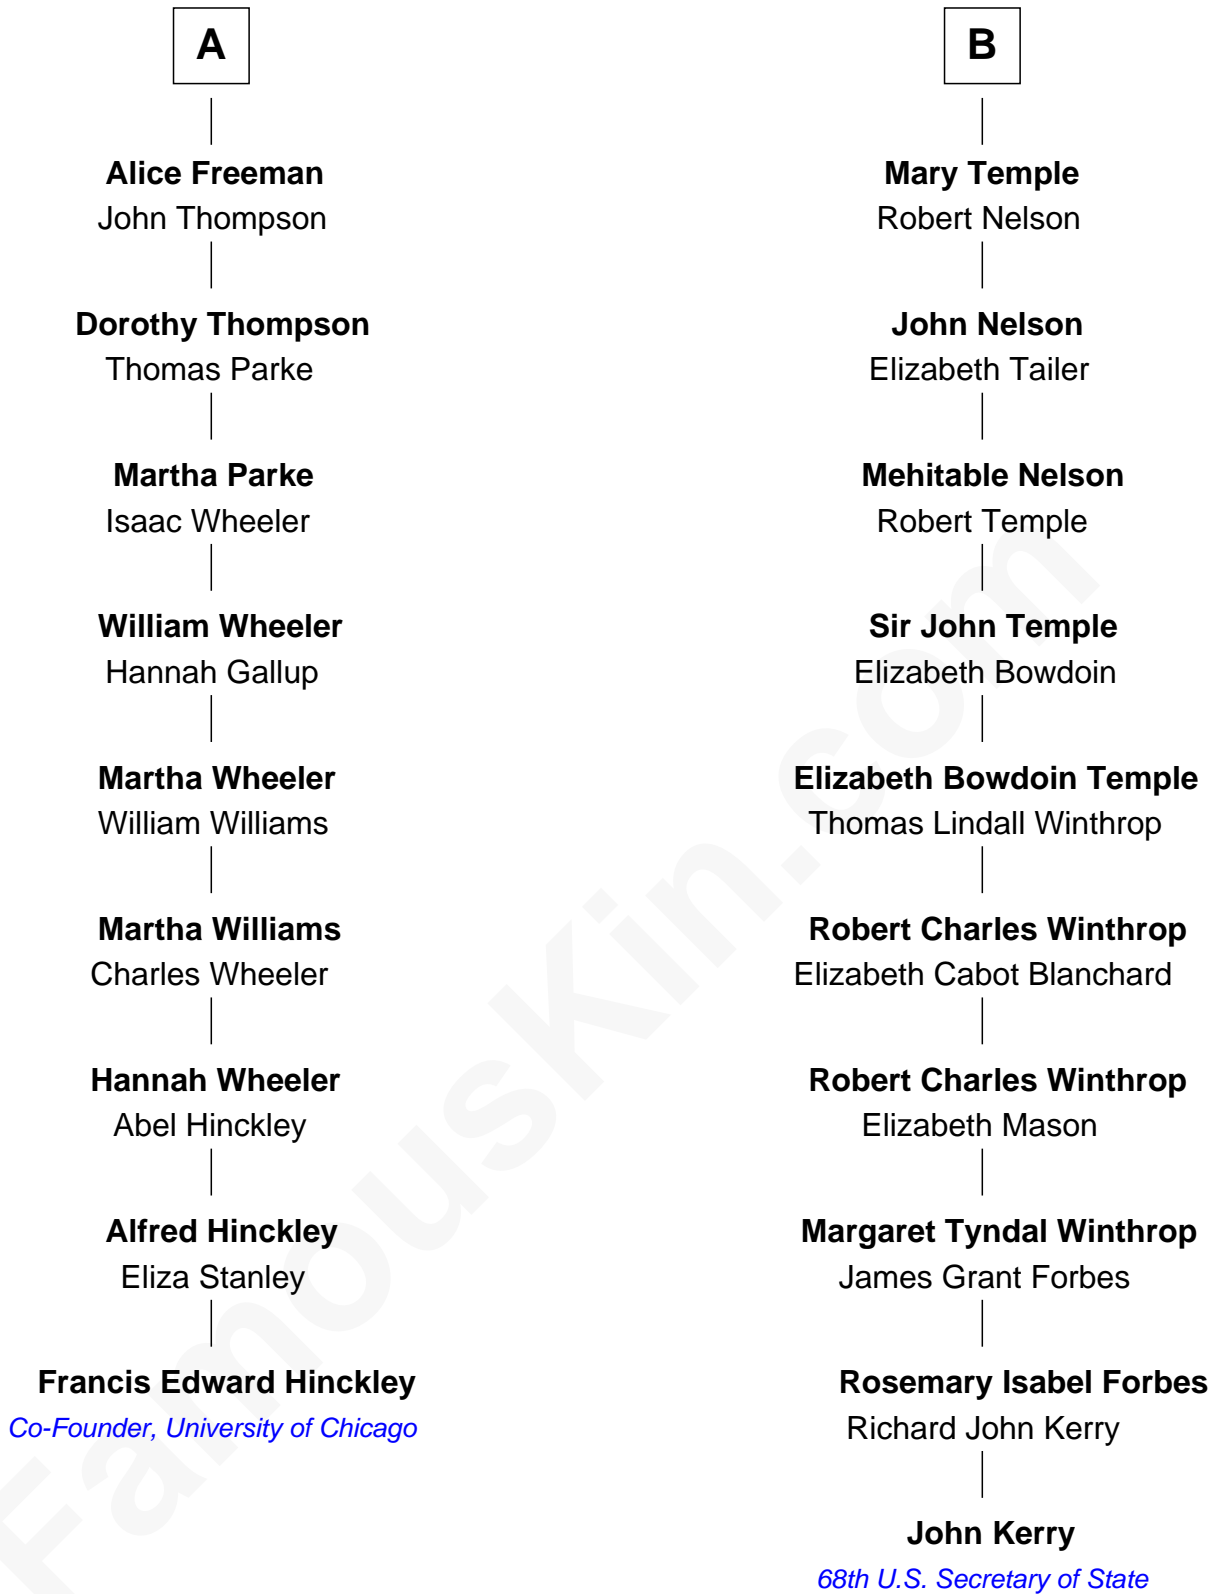 A
Alice Freeman
John Thompson
Dorothy Thompson
Thomas Parke
Martha Parke
Isaac Wheeler
William Wheeler
Hannah Gallup
Martha Wheeler
William Williams
Martha Williams
Charles Wheeler
Hannah Wheeler
Abel Hinckley
Alfred Hinckley
Eliza Stanley
Francis Edward Hinckley
Co-Founder, University of Chicago
B
Mary Temple
Robert Nelson
John Nelson
Elizabeth Tailer
Mehitable Nelson
Robert Temple
Sir John Temple
Elizabeth Bowdoin
Elizabeth Bowdoin Temple
Thomas Lindall Winthrop
Robert Charles Winthrop
Elizabeth Cabot Blanchard
Robert Charles Winthrop
Elizabeth Mason
Margaret Tyndal Winthrop
James Grant Forbes
Rosemary Isabel Forbes
Richard John Kerry
John Kerry
68th U.S. Secretary of State
FamousKin.com